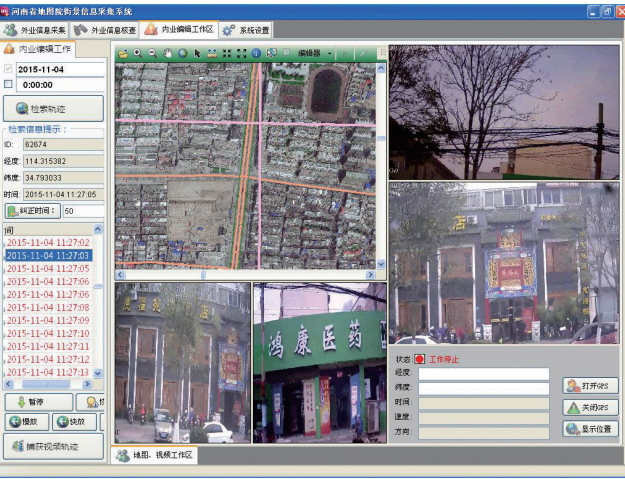 河南省地图院街景信息采集系统
外业信息采集 外业信息核查 内业编辑工作区 系统设置
内业编辑工作
2015-11-04
0:00:00
检索轨迹
检索信息提示：
ID: 62674
经度: 114.315382
纬度: 34.793033
时间: 2015-11-04 11:27:05
纠正时间： 50
间
2015-11-04 11:27:02
2015-11-04 11:27:03
2015-11-04 11:27:05
2015-11-04 11:27:06
2015-11-04 11:27:06
2015-11-04 11:27:08
2015-11-04 11:27:09
2015-11-04 11:27:10
2015-11-04 11:27:11
2015-11-04 11:27:12
2015-11-04 11:27:13
暂停
慢放 快放
捕获视频轨迹
编辑器
店
鸿康医药
状态: 工作停止
经度:
纬度:
时间:
速度:
方向:
打开GPS
关闭GPS
显示位置
地图、视频工作区